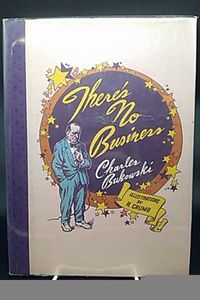 There's
No
Business
Charles
Bukowski
ILLUSTRATIONS
BY
R. CRUMB